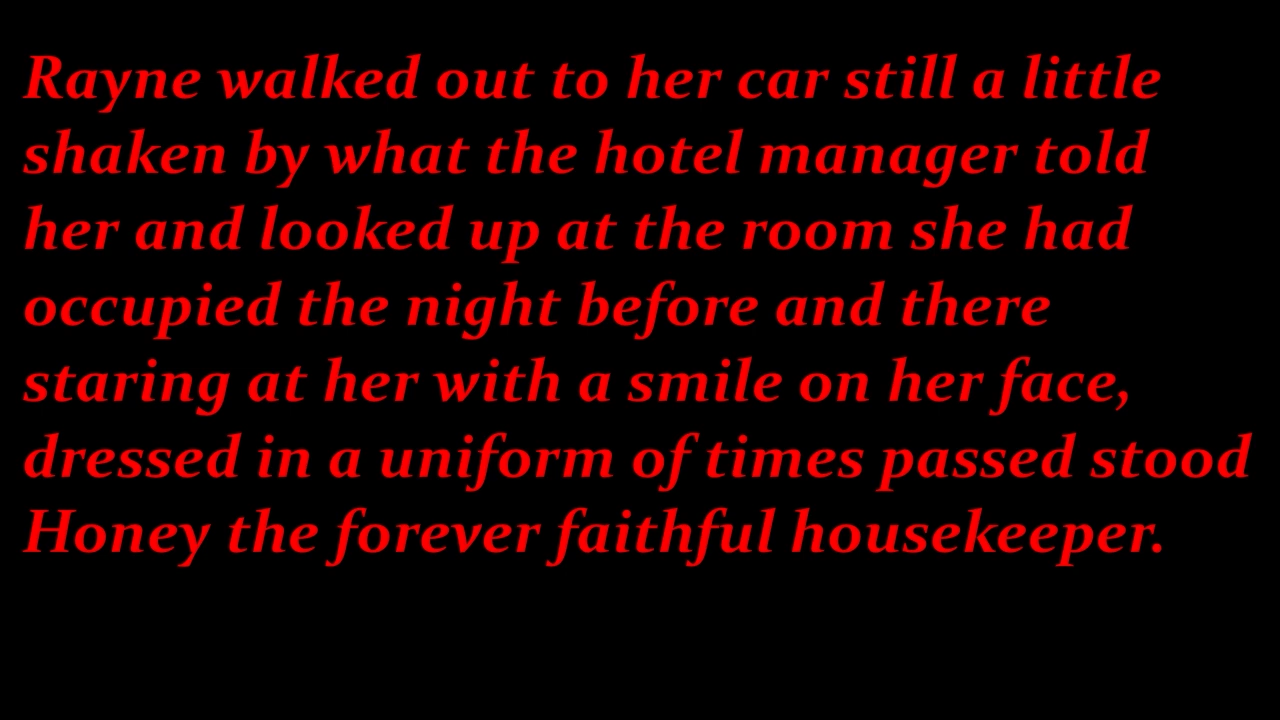 Rayne walked out to her car still a little
shaken by what the hotel manager told
her and looked up at the room she had
occupied the night before and there
staring at her with a smile on her face,
dressed in a uniform of times passed stood
Honey the forever faithful housekeeper.